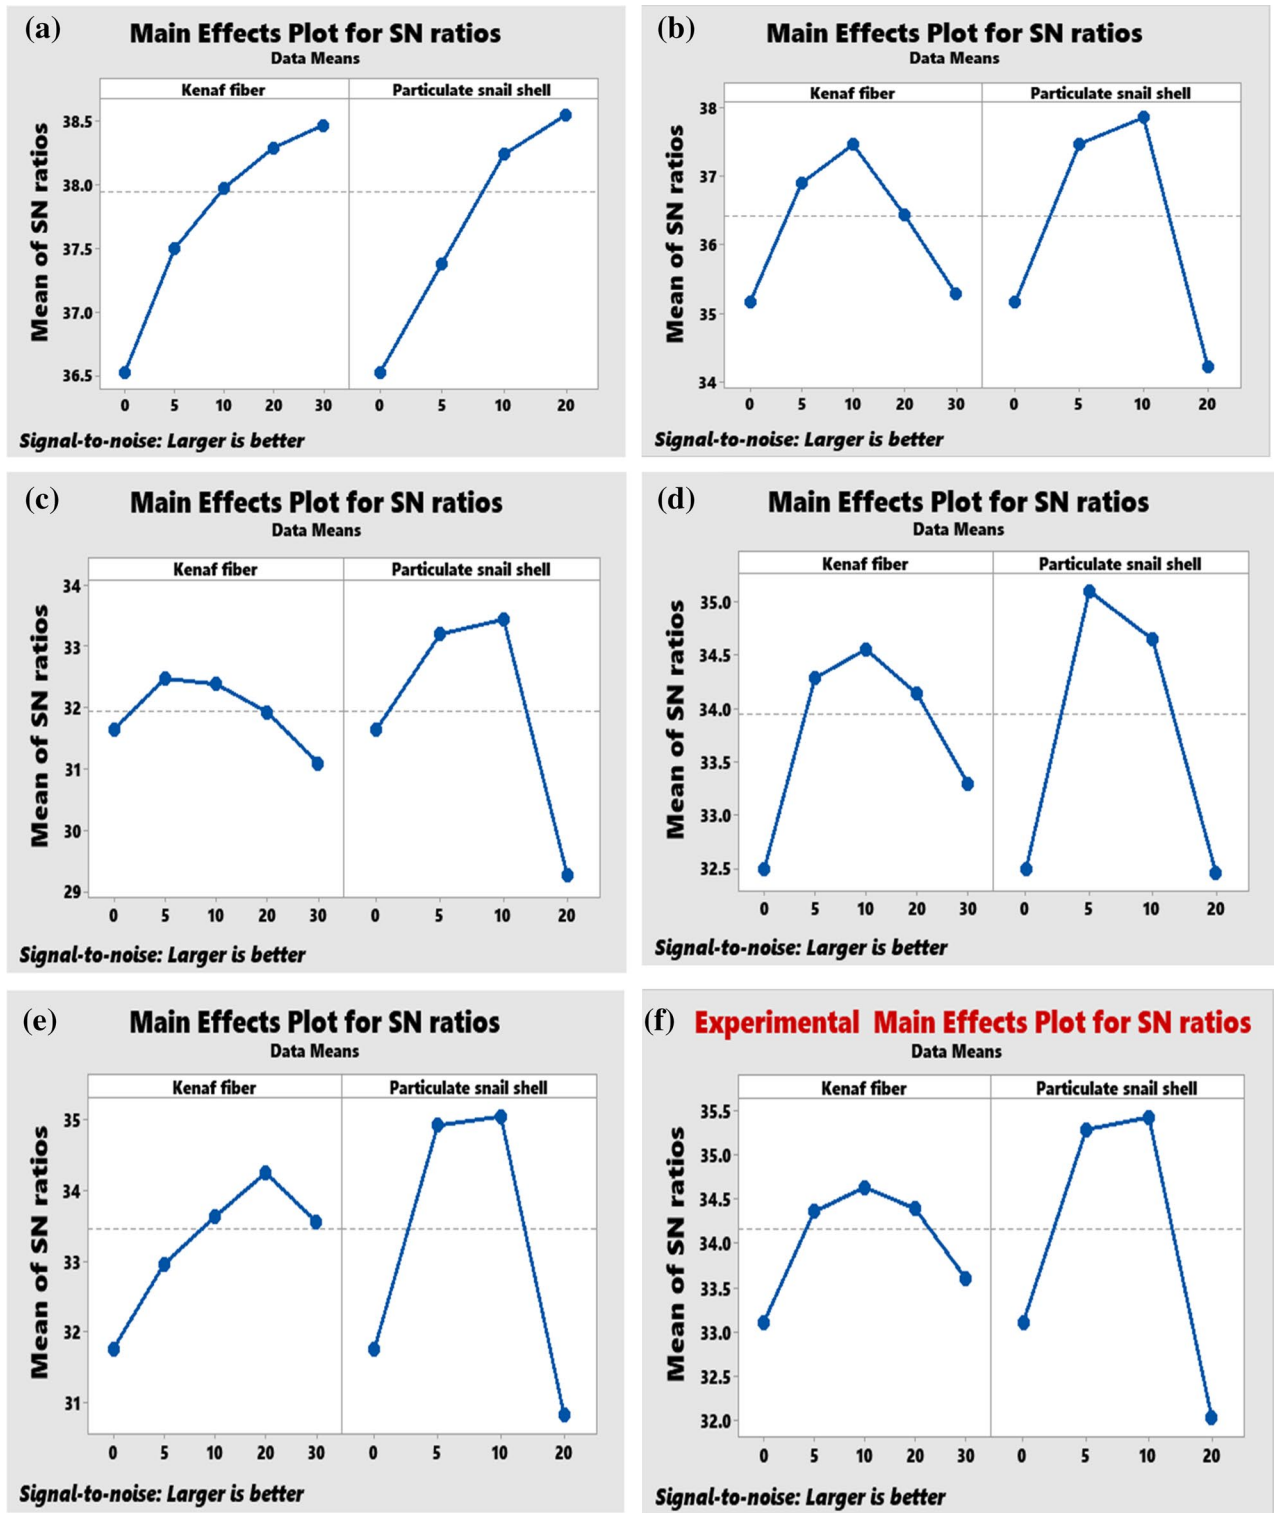 (a) Main Effects Plot for SN ratios
Data Means
Kenaf fiber Particulate snail shell
Mean of SN ratios
38.5
38.0
37.5
37.0
36.5
0 5 10 20 30 0 5 10 20
Signal-to-noise: Larger is better
(b) Main Effects Plot for SN ratios
Data Means
Kenaf fiber Particulate snail shell
Mean of SN ratios
38
37
36
35
34
0 5 10 20 30 0 5 10 20
Signal-to-noise: Larger is better
(c) Main Effects Plot for SN ratios
Data Means
Kenaf fiber Particulate snail shell
Mean of SN ratios
34
33
32
31
30
29
0 5 10 20 30 0 5 10 20
Signal-to-noise: Larger is better
(d) Main Effects Plot for SN ratios
Data Means
Kenaf fiber Particulate snail shell
Mean of SN ratios
35.0
34.5
34.0
33.5
33.0
32.5
0 5 10 20 30 0 5 10 20
Signal-to-noise: Larger is better
(e) Main Effects Plot for SN ratios
Data Means
Kenaf fiber Particulate snail shell
Mean of SN ratios
35
34
33
32
31
0 5 10 20 30 0 5 10 20
Signal-to-noise: Larger is better
(f) Experimental Main Effects Plot for SN ratios
Data Means
Kenaf fiber Particulate snail shell
Mean of SN ratios
35.5
35.0
34.5
34.0
33.5
33.0
32.5
32.0
0 5 10 20 30 0 5 10 20
Signal-to-noise: Larger is better